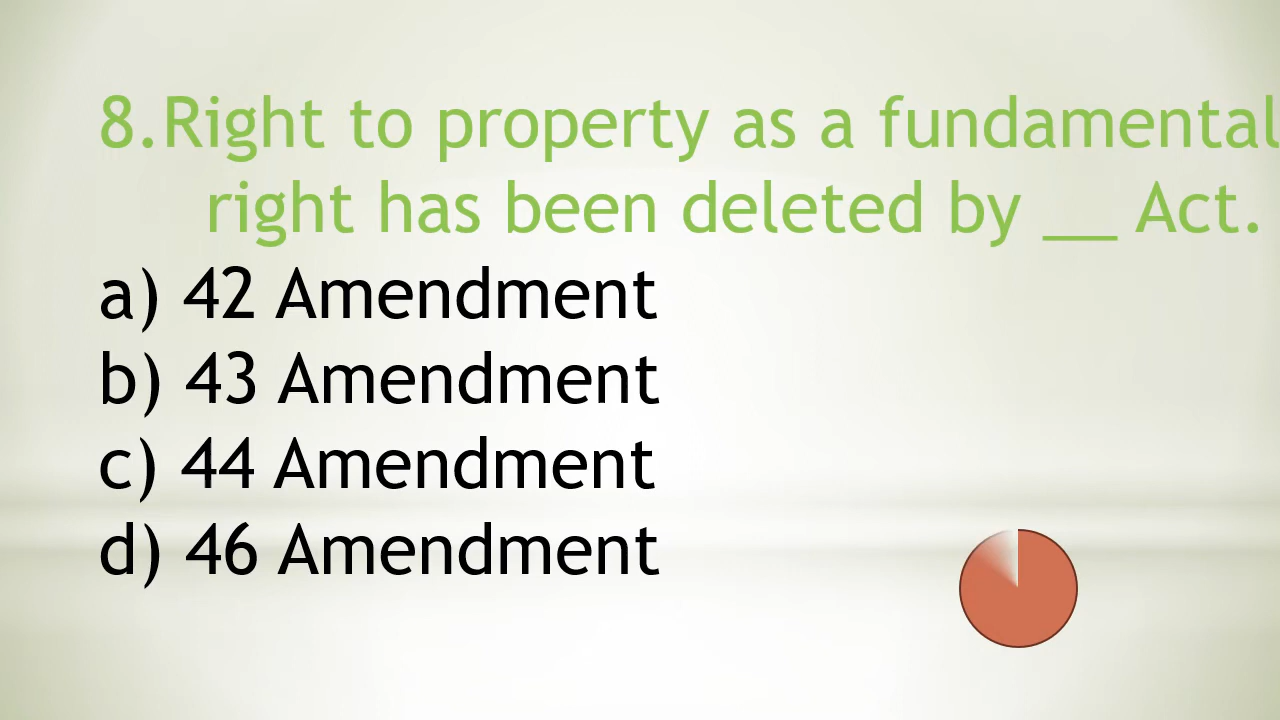 8.Right to property as a fundamental
right has been deleted by __ Act.
a) 42 Amendment
b) 43 Amendment
c) 44 Amendment
d) 46 Amendment